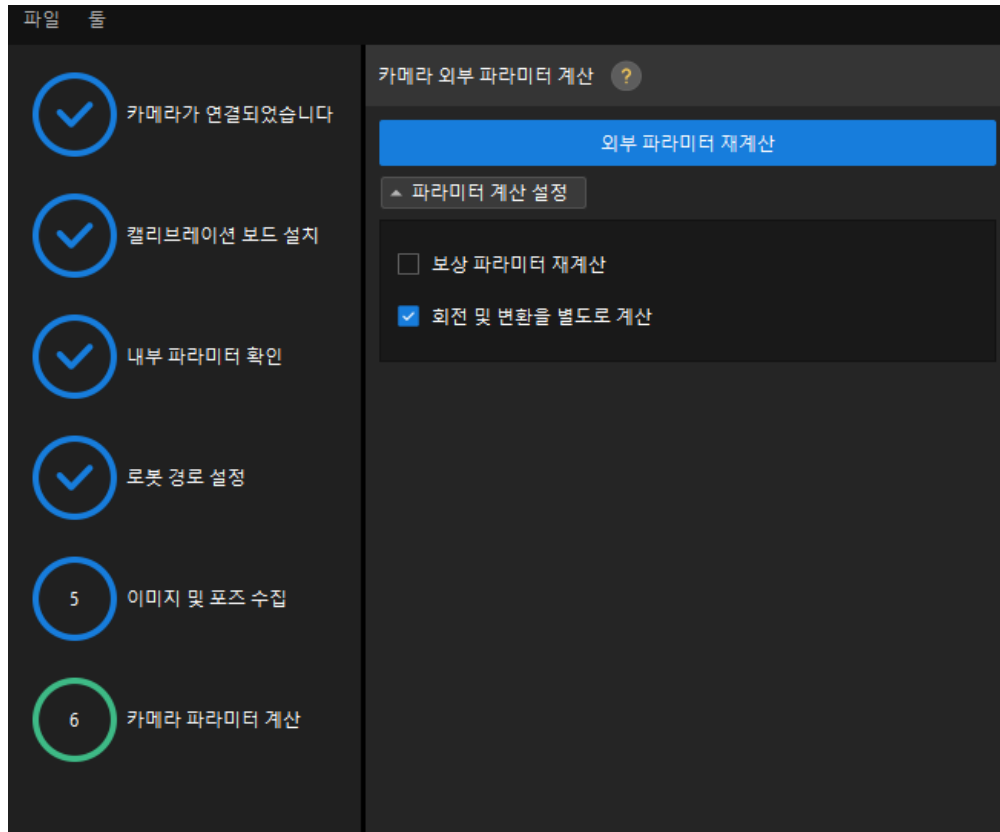 파일 툴
카메라가 연결되었습니다
캘리브레이션 보드 설치
내부 파라미터 확인
로봇 경로 설정
5 이미지 및 포즈 수집
6 카메라 파라미터 계산
카메라 외부 파라미터 계산 ?
외부 파라미터 재계산
파라미터 계산 설정
보상 파라미터 재계산
회전 및 변환을 별도로 계산